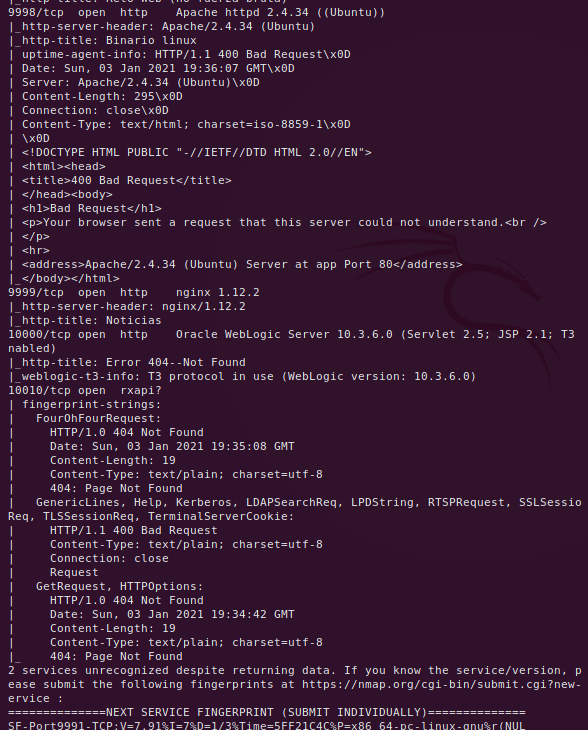 |_http-title: Reto web (no fuerza bruta)
9998/tcp  open  http    Apache httpd 2.4.34 ((Ubuntu))
|_http-server-header: Apache/2.4.34 (Ubuntu)
|_http-title: Binario linux
| uptime-agent-info: HTTP/1.1 400 Bad Request\x0D
| Date: Sun, 03 Jan 2021 19:36:07 GMT\x0D
| Server: Apache/2.4.34 (Ubuntu)\x0D
| Content-Length: 295\x0D
| Connection: close\x0D
| Content-Type: text/html; charset=iso-8859-1\x0D
| \x0D
| <!DOCTYPE HTML PUBLIC "-//IETF//DTD HTML 2.0//EN">
| <html><head>
| <title>400 Bad Request</title>
| </head><body>
| <h1>Bad Request</h1>
| <p>Your browser sent a request that this server could not understand.<br />
| </p>
| <hr>
| <address>Apache/2.4.34 (Ubuntu) Server at app Port 80</address>
|_</body></html>
9999/tcp  open  http    nginx 1.12.2
|_http-server-header: nginx/1.12.2
|_http-title: Noticias
10000/tcp open  http    Oracle WebLogic Server 10.3.6.0 (Servlet 2.5; JSP 2.1; T3
nabled)
|_http-title: Error 404--Not Found
|_weblogic-t3-info: T3 protocol in use (WebLogic version: 10.3.6.0)
10010/tcp open  rxapi?
| fingerprint-strings:
|   FourOhFourRequest:
|     HTTP/1.0 404 Not Found
|     Date: Sun, 03 Jan 2021 19:35:08 GMT
|     Content-Length: 19
|     Content-Type: text/plain; charset=utf-8
|     404: Page Not Found
|   GenericLines, Help, Kerberos, LDAPSearchReq, LPDString, RTSPRequest, SSLSessio
Req, TLSSessionReq, TerminalServerCookie:
|     HTTP/1.1 400 Bad Request
|     Content-Type: text/plain; charset=utf-8
|     Connection: close
|     Request
|   GetRequest, HTTPOptions:
|     HTTP/1.0 404 Not Found
|     Date: Sun, 03 Jan 2021 19:34:42 GMT
|     Content-Length: 19
|     Content-Type: text/plain; charset=utf-8
|_    404: Page Not Found
2 services unrecognized despite returning data. If you know the service/version, p
ease submit the following fingerprints at https://nmap.org/cgi-bin/submit.cgi?new-
ervice :
==============NEXT SERVICE FINGERPRINT (SUBMIT INDIVIDUALLY)==============
SF-Port9991-TCP:V=7.91%I=7%D=1/3%Time=5FF21C4C%P=x86_64-pc-linux-gnu%r(NUL